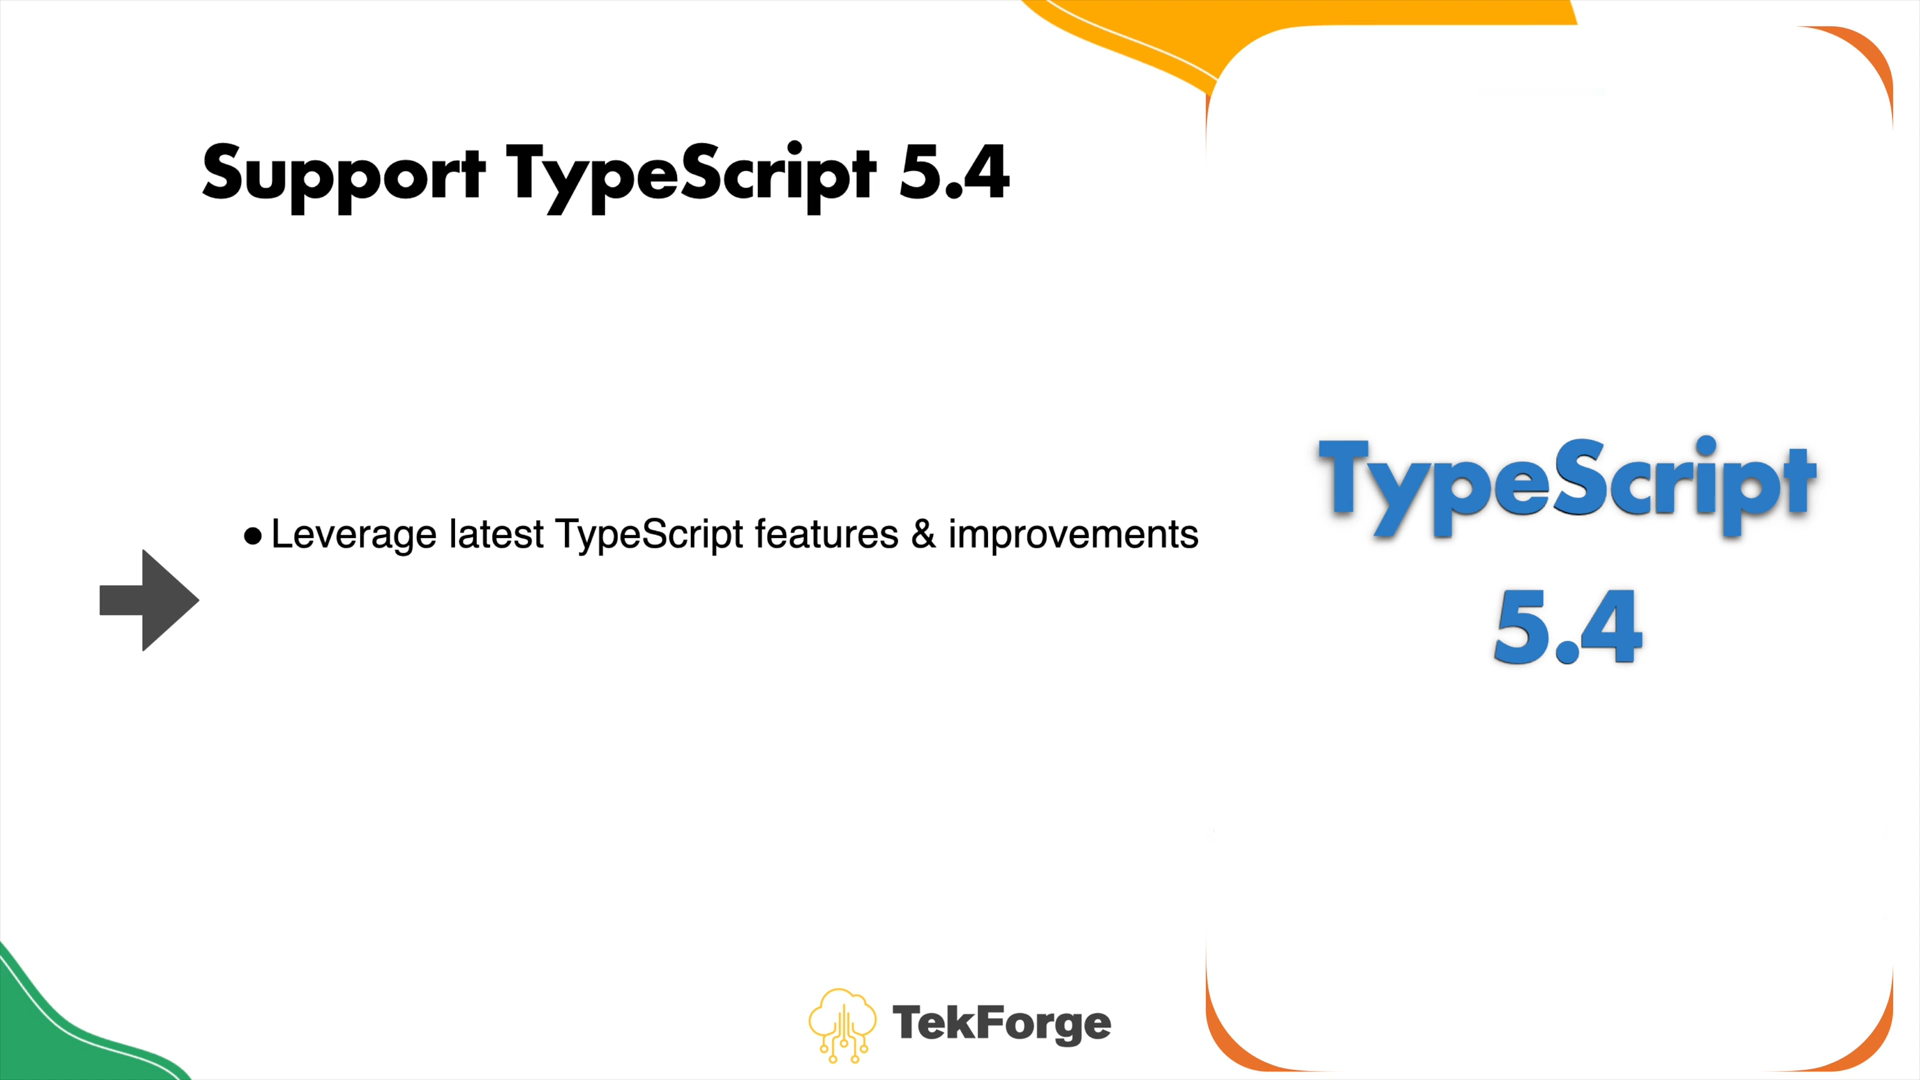 Support TypeScript 5.4
● Leverage latest TypeScript features & improvements
TypeScript
5.4
TekForge